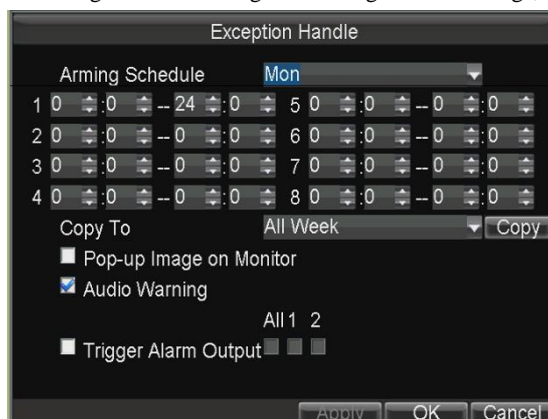 Exception Handle
Arming Schedule Mon
1 0 :0 -- 24 :0 5 0 :0 -- 0 :0
2 0 :0 -- 0 :0 6 0 :0 -- 0 :0
3 0 :0 -- 0 :0 7 0 :0 -- 0 :0
4 0 :0 -- 0 :0 8 0 :0 -- 0 :0
Copy To All Week Copy
Pop-up Image on Monitor
Audio Warning
All 1 2
Trigger Alarm Output
Apply OK Cancel